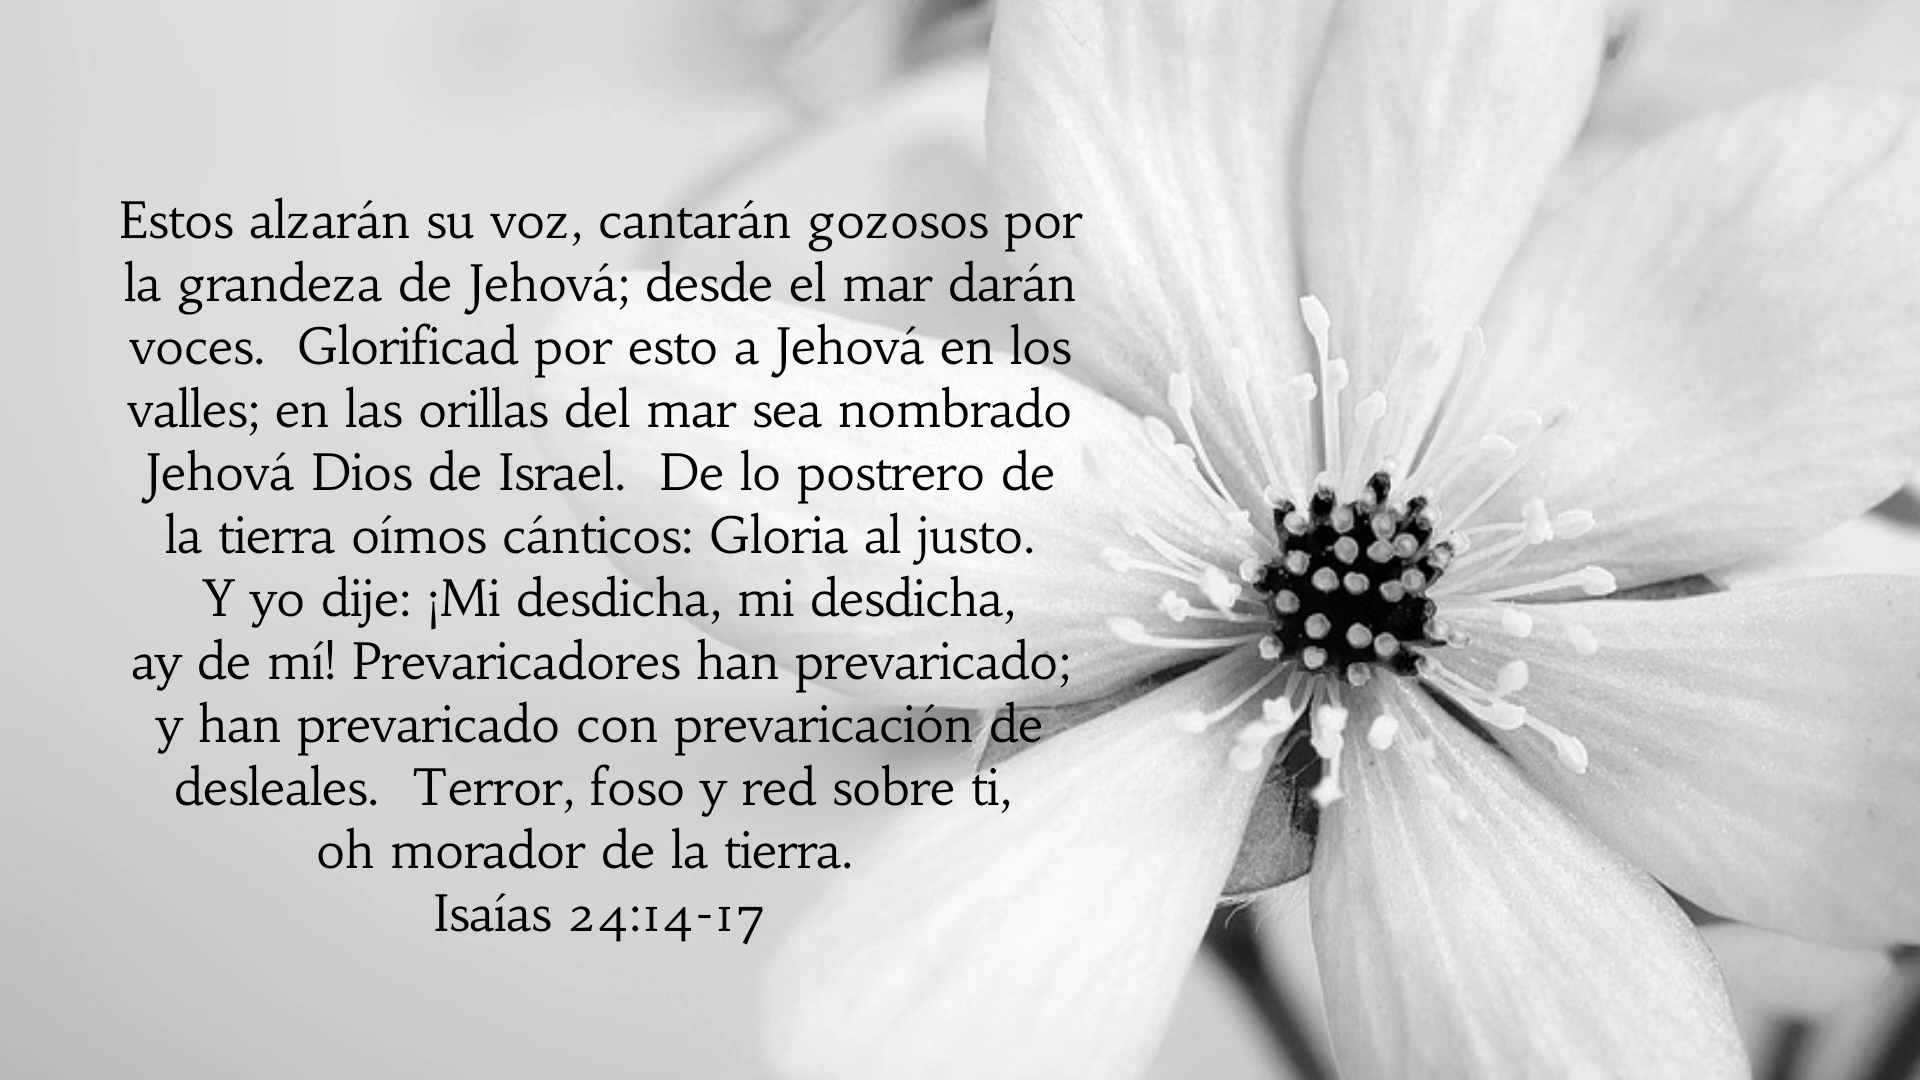 Estos alzarán su voz, cantarán gozosos por
la grandeza de Jehová; desde el mar darán
voces.  Glorificad por esto a Jehová en los
valles; en las orillas del mar sea nombrado
Jehová Dios de Israel.  De lo postrero de
la tierra oímos cánticos: Gloria al justo.
Y yo dije: ¡Mi desdicha, mi desdicha,
ay de mí! Prevaricadores han prevaricado;
y han prevaricado con prevaricación de
desleales.  Terror, foso y red sobre ti,
oh morador de la tierra.
Isaías 24:14-17